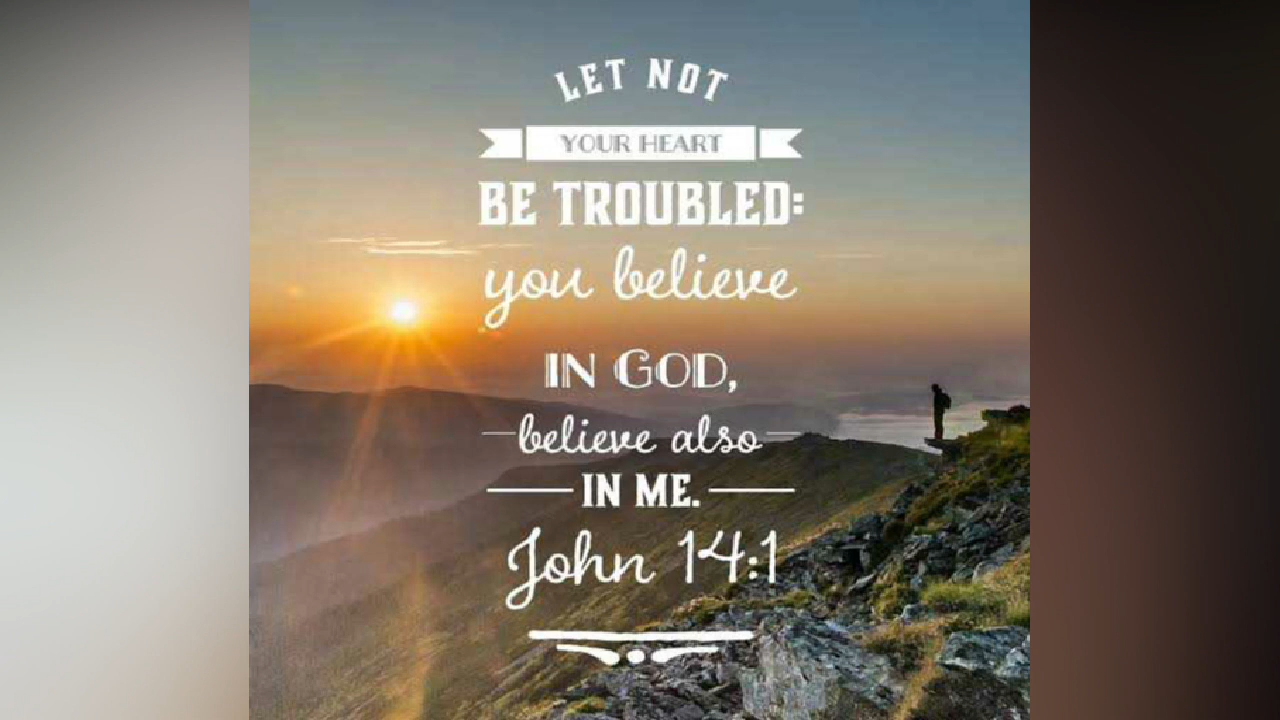 LET NOT
YOUR HEART
BE TROUBLED:
you believe
IN GOD,
believe also
IN ME.
John 14:1